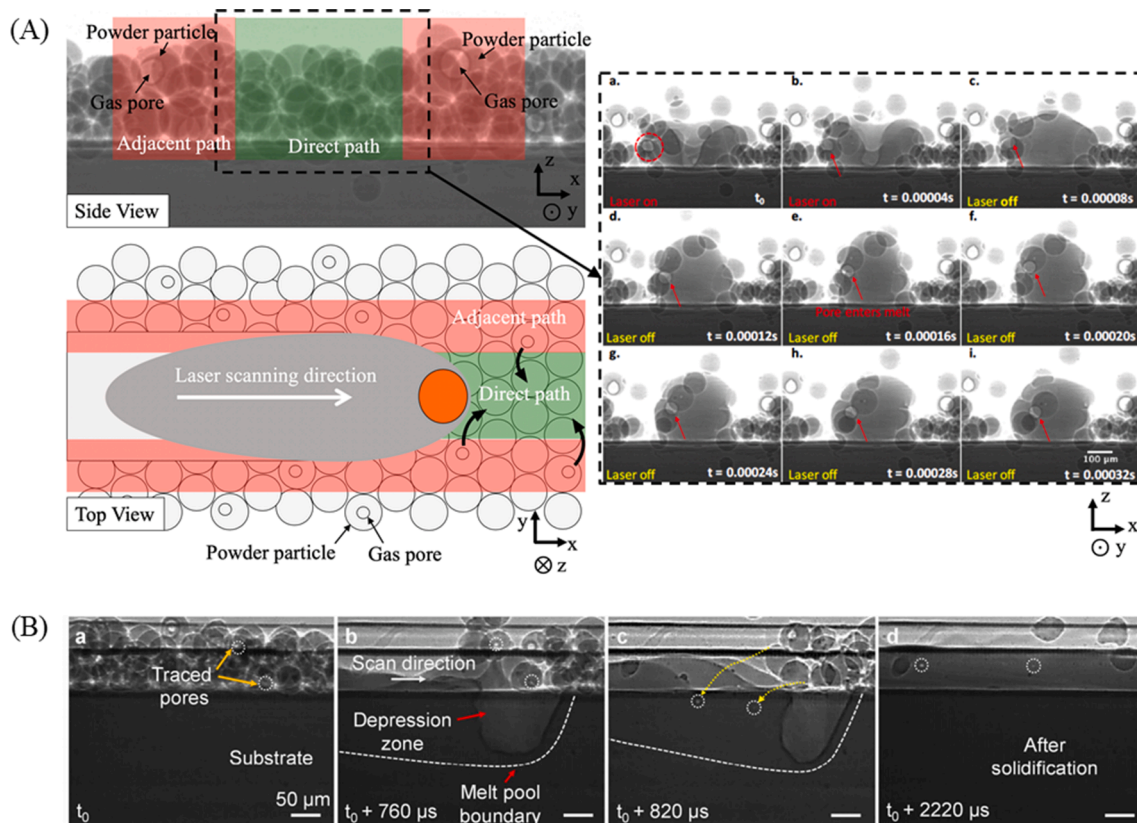 (A)
Powder particle
Gas pore
Powder particle
Gas pore
Adjacent path
Direct path
z
x
y
Side View
Adjacent path
Laser scanning direction
Direct path
Top View
Powder particle
Gas pore
y
x
z
a.
Laser on
t₀
b.
Laser on
t = 0.00004s
c.
Laser off
t = 0.00008s
d.
Laser off
t = 0.00012s
e.
Pore enters melt
Laser off
t = 0.00016s
f.
Laser off
t = 0.00020s
g.
Laser off
t = 0.00024s
h.
Laser off
t = 0.00028s
i.
100 µm
Laser off
t = 0.00032s
z
x
y
(B)
a
Traced
pores
Substrate
50 µm
t₀
b
Scan direction
Depression
zone
Melt pool
boundary
t₀ + 760 µs
c
t₀ + 820 µs
d
After
solidification
t₀ + 2220 µs